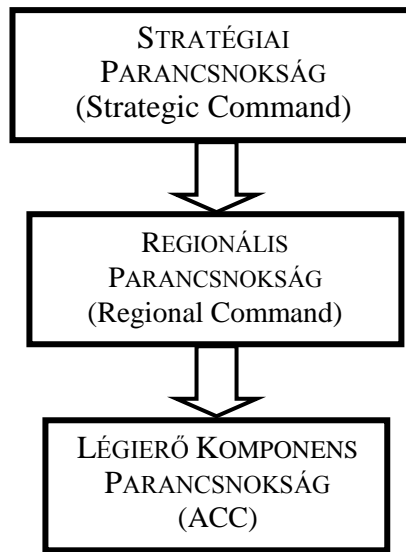 STRATÉGIAI
PARANCSNOKSÁG
(Strategic Command)
REGIONÁLIS
PARANCSNOKSÁG
(Regional Command)
LÉGIERŐ KOMPONENS
PARANCSNOKSÁG
(ACC)